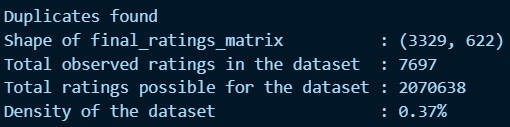 Duplicates found
Shape of final_ratings_matrix : (3329, 622)
Total observed ratings in the dataset : 7697
Total ratings possible for the dataset : 2070638
Density of the dataset : 0.37%